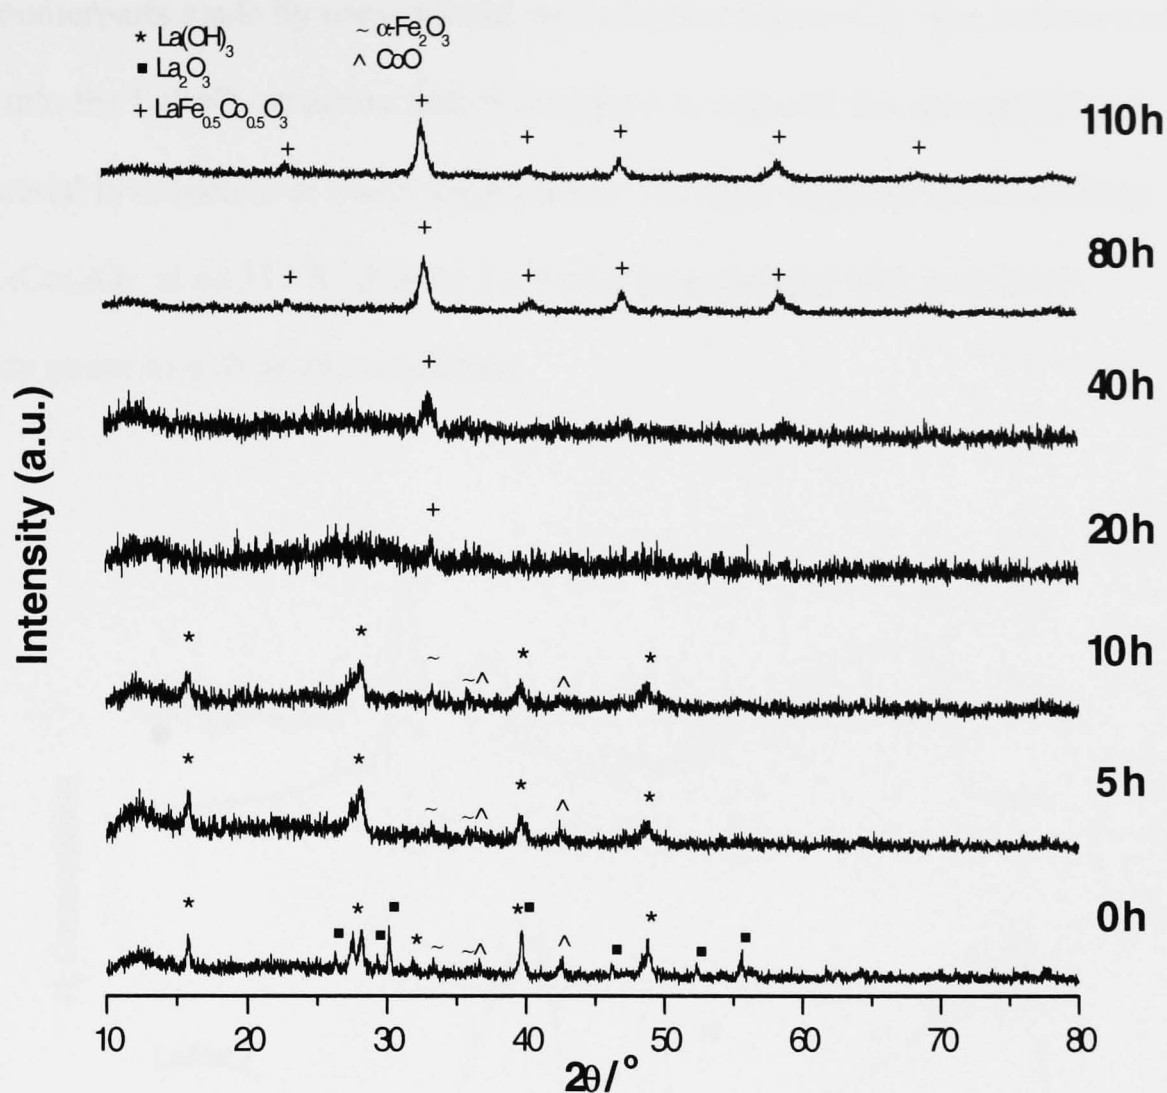 * La(OH)3
■ La2O3
+ LaFe0.5Co0.5O3
~ α-Fe2O3
^ CoO
110h
80h
40h
20h
10h
5h
0h
Intensity (a.u.)
10 20 30 40 50 60 70 80
2θ/°